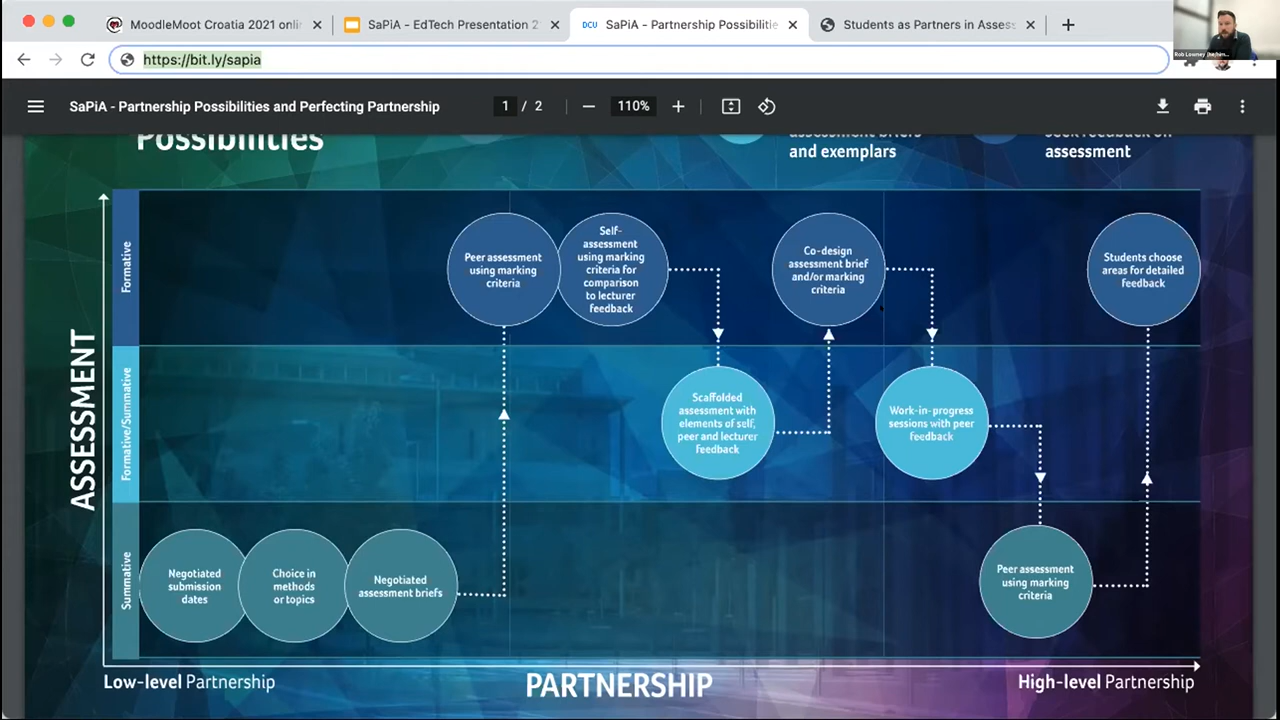 MoodleMoot Croatia 2021 onli
SaPiA - EdTech Presentation 2
DCU
SaPiA - Partnership Possibilitie
Students as Partners in Assess
https://bit.ly/sapia
SaPiA - Partnership Possibilities and Perfecting Partnership
1 / 2
110%
Possibilities
assessment briefs
and exemplars
seek feedback on
assessment
ASSESSMENT
Formative
Peer assessment
using marking
criteria
Self-
assessment
using marking
criteria for
comparison
to lecturer
feedback
Co-design
assessment brief
and/or marking
criteria
Students choose
areas for detailed
feedback
Formative/Summative
Scaffolded
assessment with
elements of self,
peer and lecturer
feedback
Work-in-progress
sessions with peer
feedback
Summative
Negotiated
submission
dates
Choice in
methods
or topics
Negotiated
assessment briefs
Peer assessment
using marking
criteria
Low-level Partnership
PARTNERSHIP
High-level Partnership